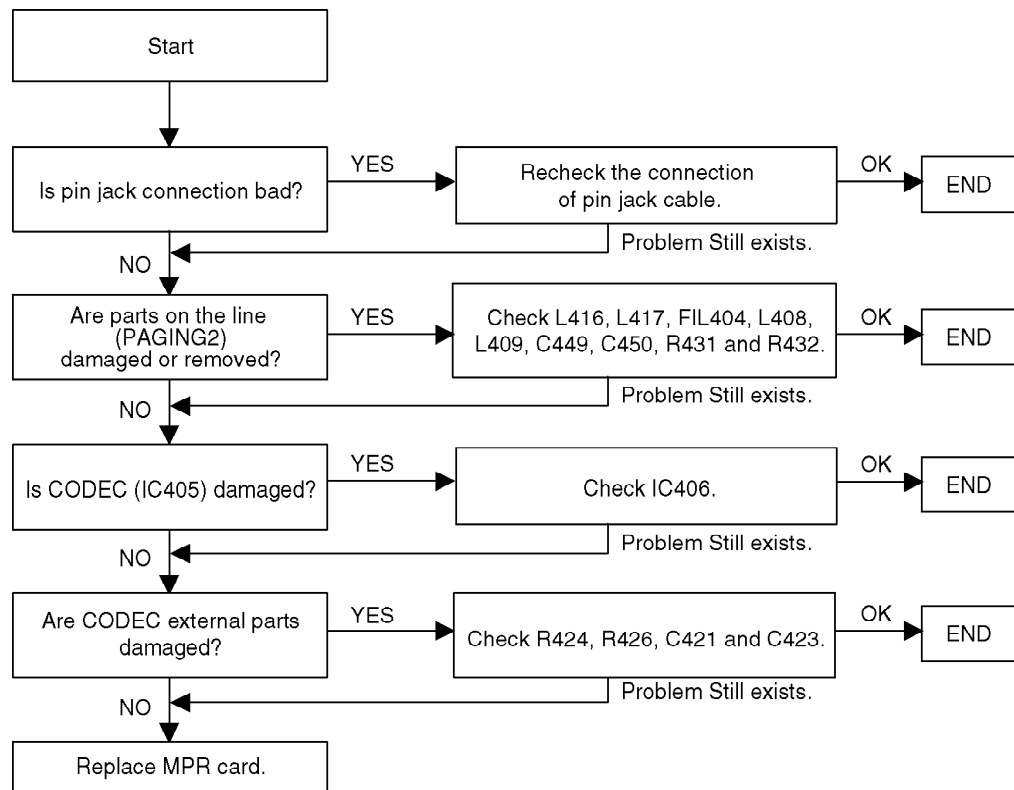 Start
Is pin jack connection bad?
YES
Recheck the connection
of pin jack cable.
OK
END
Problem Still exists.
NO
Are parts on the line
(PAGING2)
damaged or removed?
YES
Check L416, L417, FIL404, L408,
L409, C449, C450, R431 and R432.
OK
END
Problem Still exists.
NO
Is CODEC (IC405) damaged?
YES
Check IC406.
OK
END
Problem Still exists.
NO
Are CODEC external parts
damaged?
YES
Check R424, R426, C421 and C423.
OK
END
Problem Still exists.
NO
Replace MPR card.